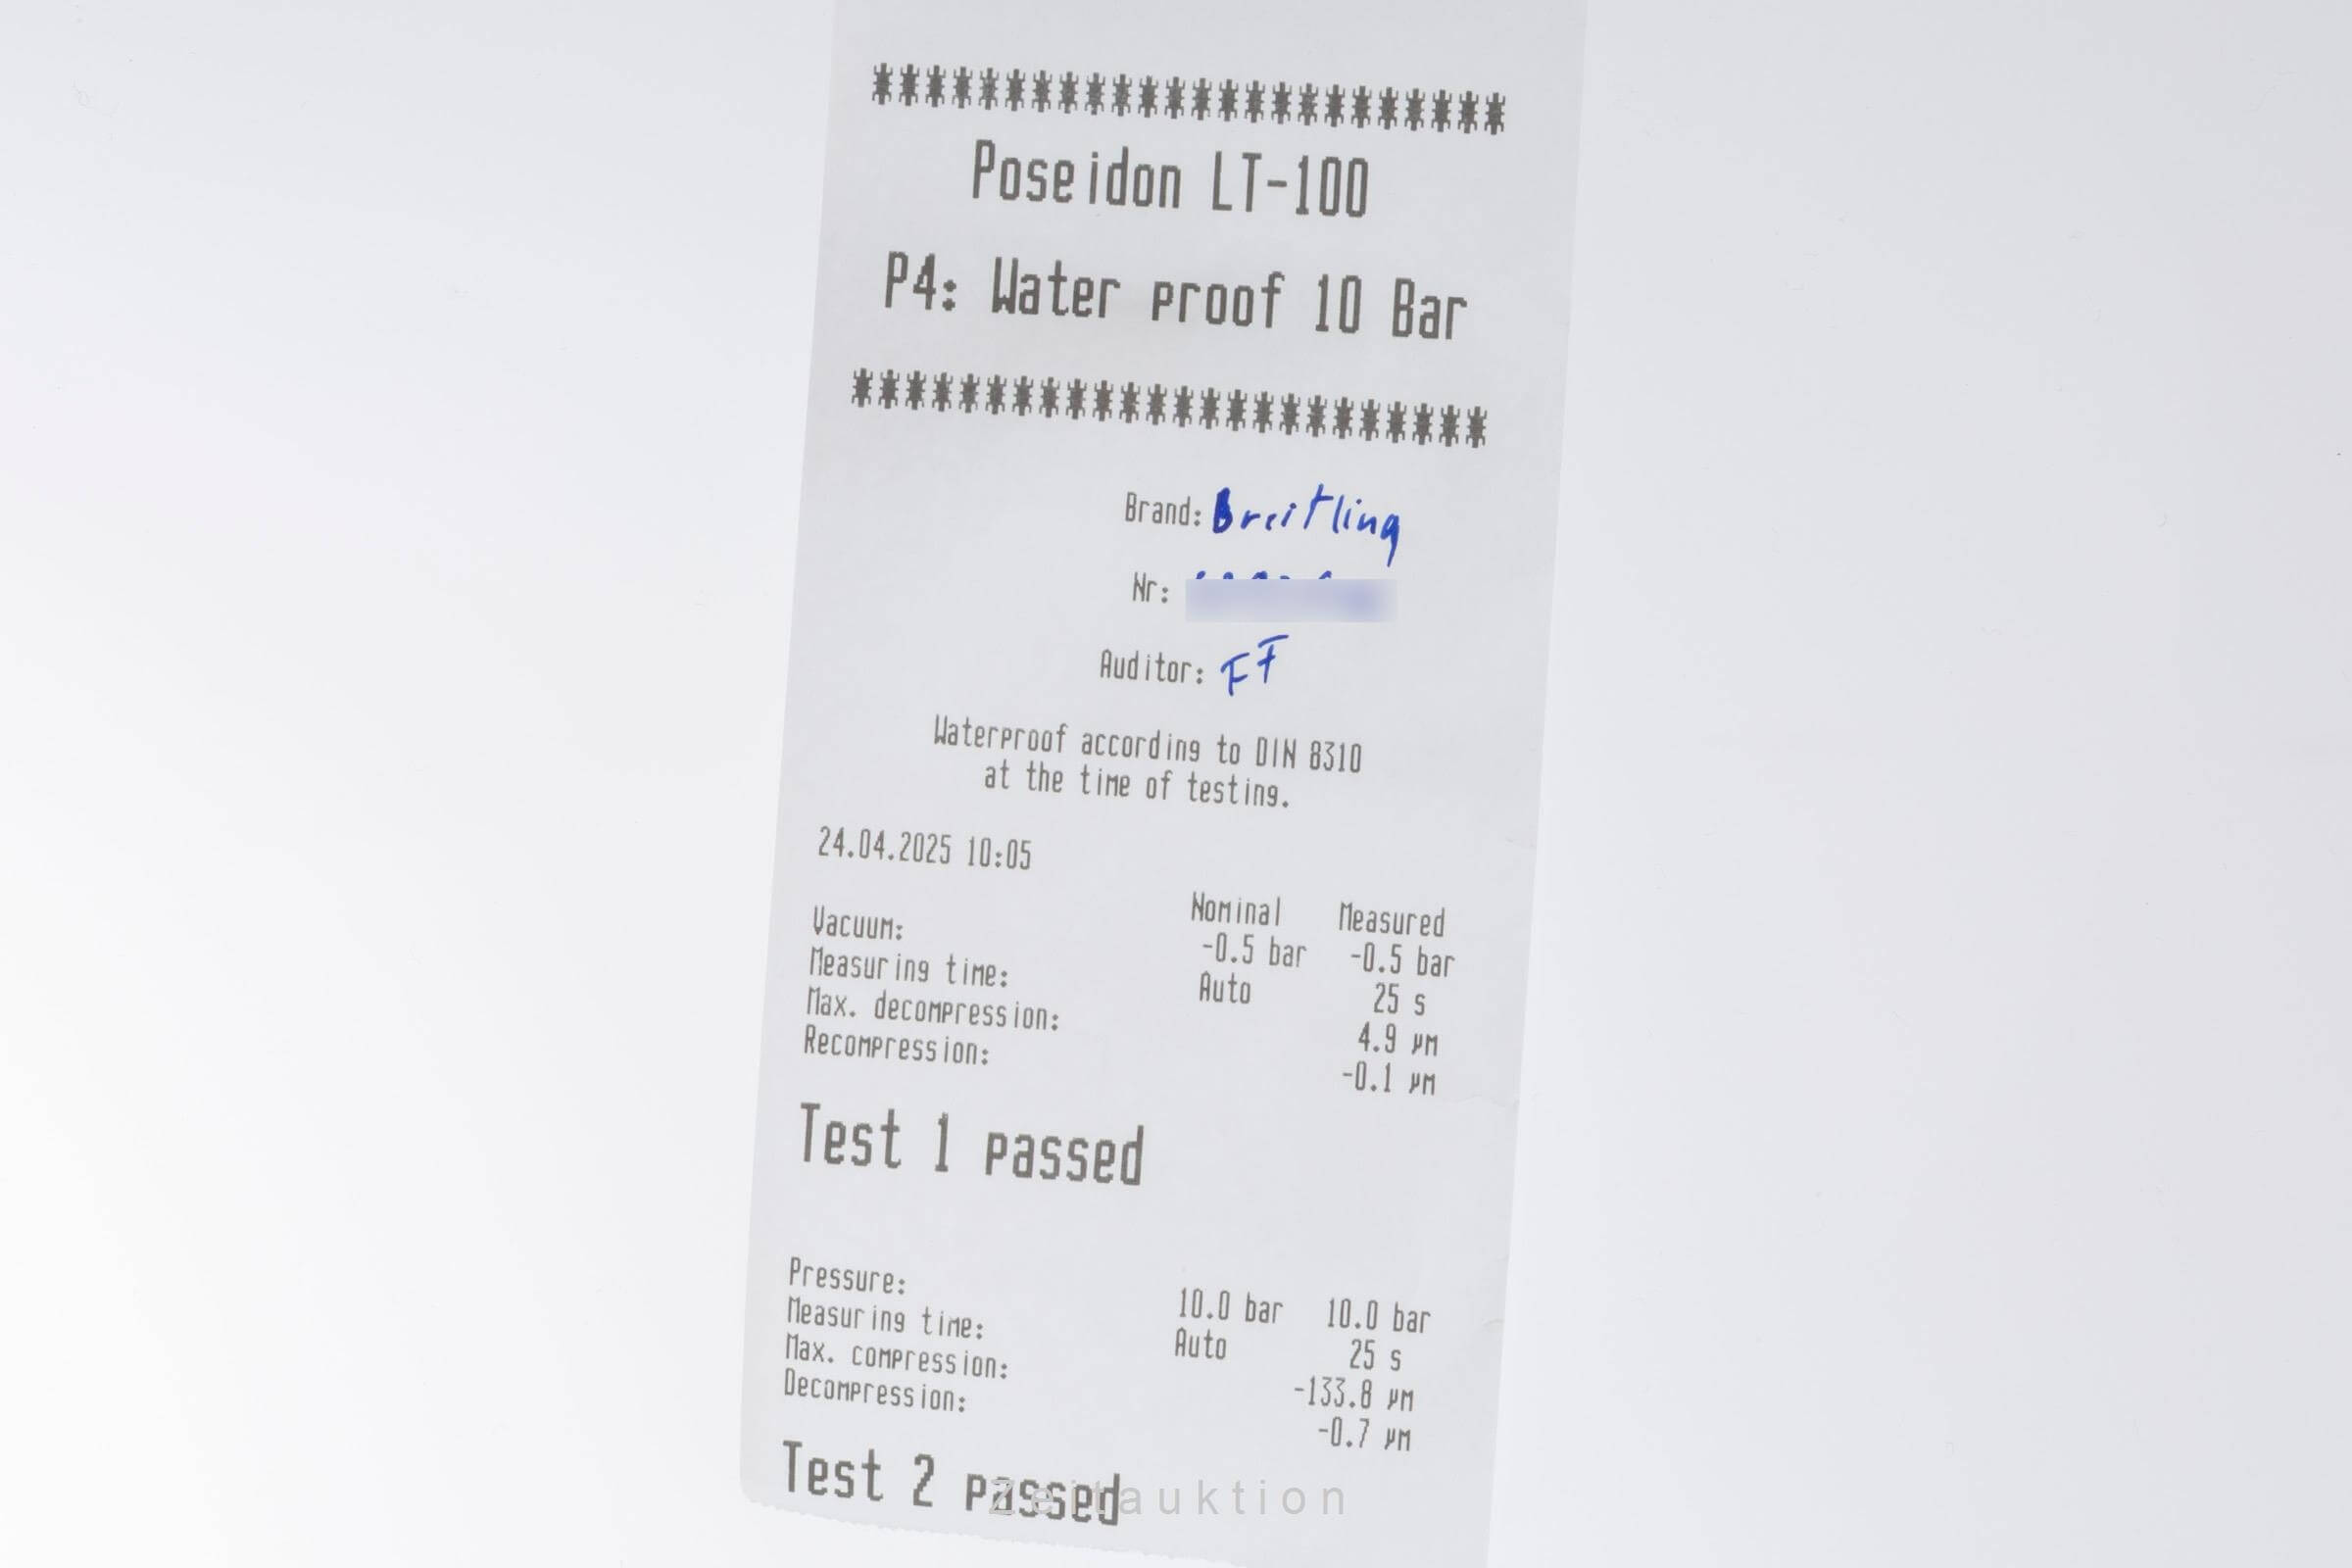 ************************
Poseidon LT-100
P4: Water proof 10 Bar
************************
Brand: Breitling
Nr:
Auditor: FF
Waterproof according to DIN 8310
at the time of testing.
24.04.2025 10:05
Nominal Measured
Vacuum: -0.5 bar -0.5 bar
Measuring time: Auto 25 s
Max. decompression: 4.9 µm
Recompression: -0.1 µm
Test 1 passed
Pressure: 10.0 bar 10.0 bar
Measuring time: Auto 25 s
Max. compression: -133.8 µm
Decompression: -0.7 µm
Test 2 passed
Zeitauktion